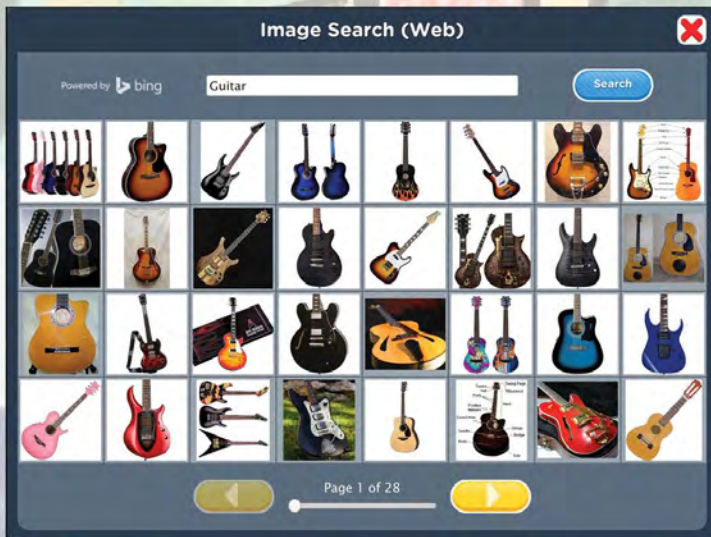 Image Search (Web)
Powered by bing
Guitar
Search
Page 1 of 28